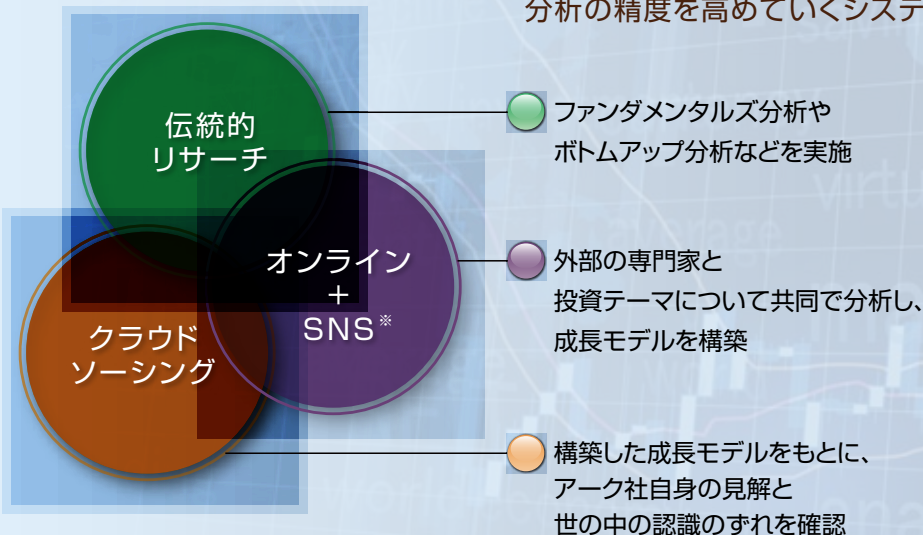 分析の精度を高めていくシステ
伝統的
リサーチ
ファンダメンタルズ分析や
ボトムアップ分析などを実施
オンライン
＋
SNS※
外部の専門家と
投資テーマについて共同で分析し、
成長モデルを構築
クラウド
ソーシング
構築した成長モデルをもとに、
アーク社自身の見解と
世の中の認識のずれを確認